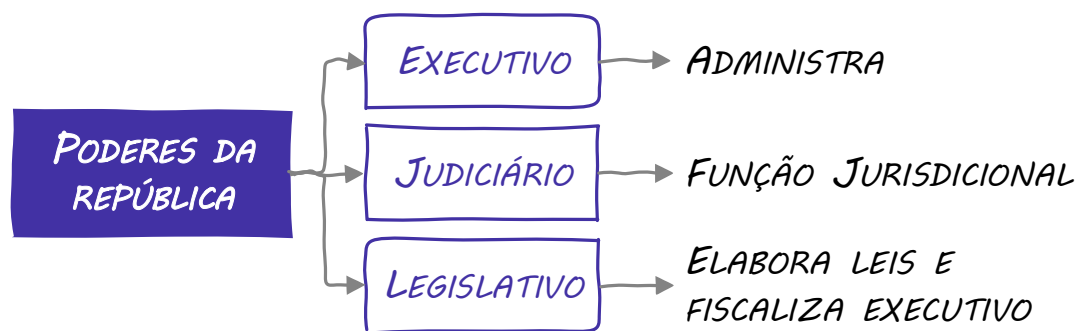 PODERES DA
REPÚBLICA
EXECUTIVO
ADMINISTRA
JUDICIÁRIO
FUNÇÃO JURISDICIONAL
LEGISLATIVO
ELABORA LEIS E
FISCALIZA EXECUTIVO